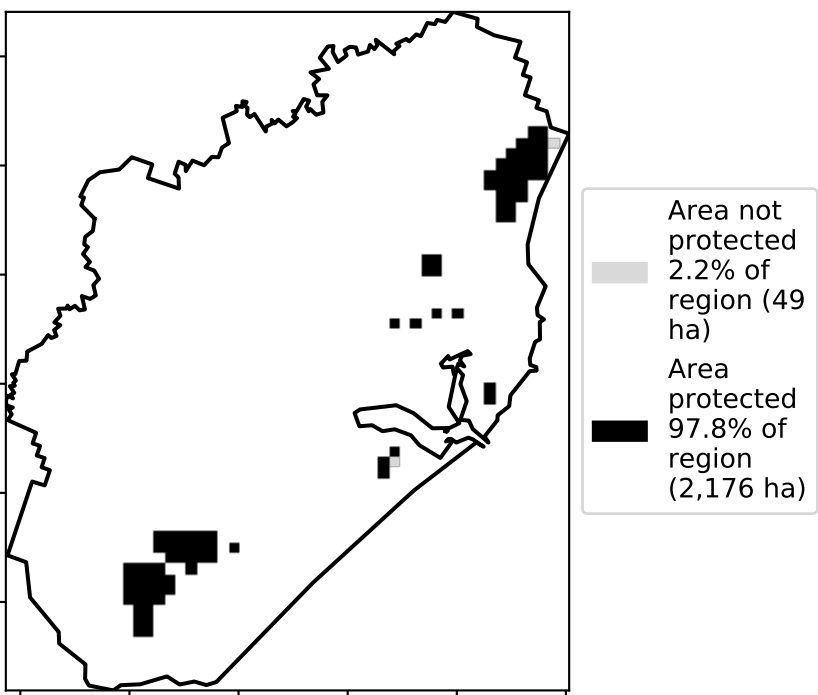 Area not
protected
2.2% of
region (49
ha)
Area
protected
97.8% of
region
(2,176 ha)